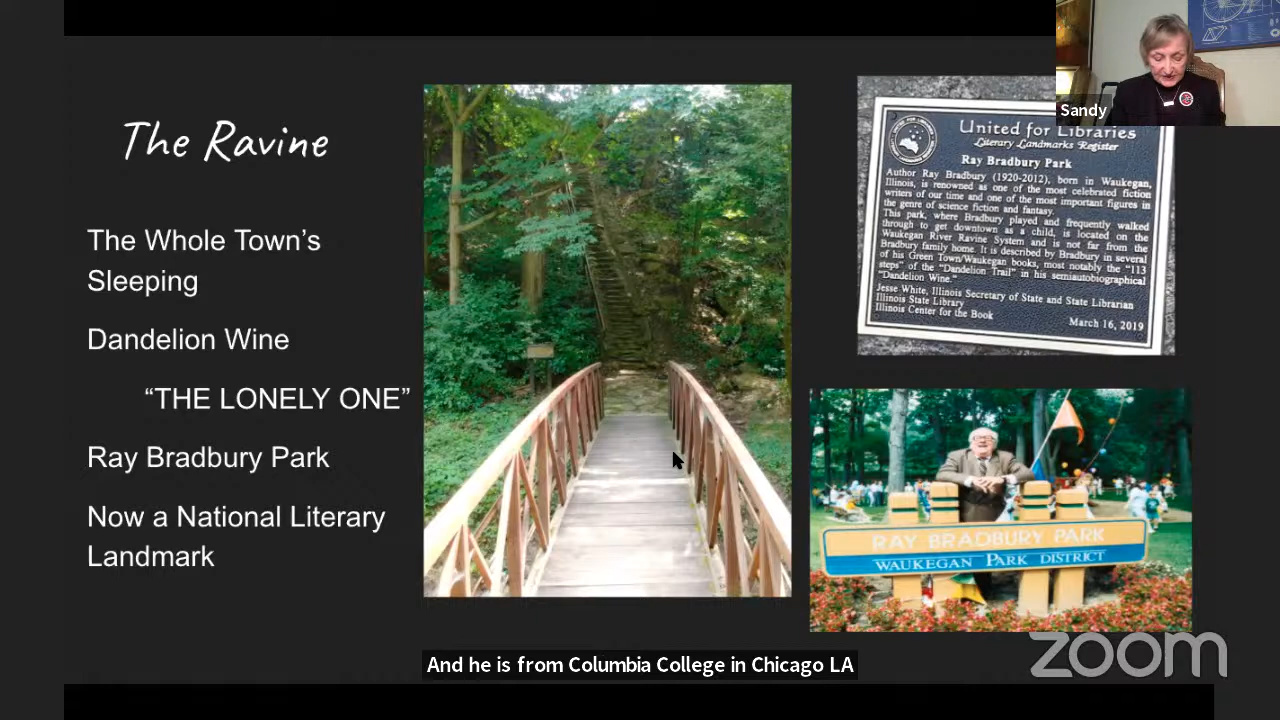 The Ravine
The Whole Town's
Sleeping
Dandelion Wine
“THE LONELY ONE”
Ray Bradbury Park
Now a National Literary
Landmark
United for Libraries
Literary Landmarks Register
Ray Bradbury Park
Author Ray Bradbury (1920-2012), born in Waukegan,
Illinois, is renowned as one of the most celebrated fiction
writers of our time and one of the most important figures in
the genre of science fiction and fantasy.
This park, where Bradbury played and frequently walked
through to get downtown as a child, is located on the
Waukegan River Ravine System and is not far from the
Bradbury family home. It is described by Bradbury in several
of his Green Town/Waukegan books, most notably the “113
steps” of the “Dandelion Trail” in his semiautobiographical
“Dandelion Wine.”
Jesse White, Illinois Secretary of State and State Librarian
Illinois State Library
Illinois Center for the Book
March 16, 2019
RAY BRADBURY PARK
WAUKEGAN PARK DISTRICT
Sandy
And he is from Columbia College in Chicago LA
zoom